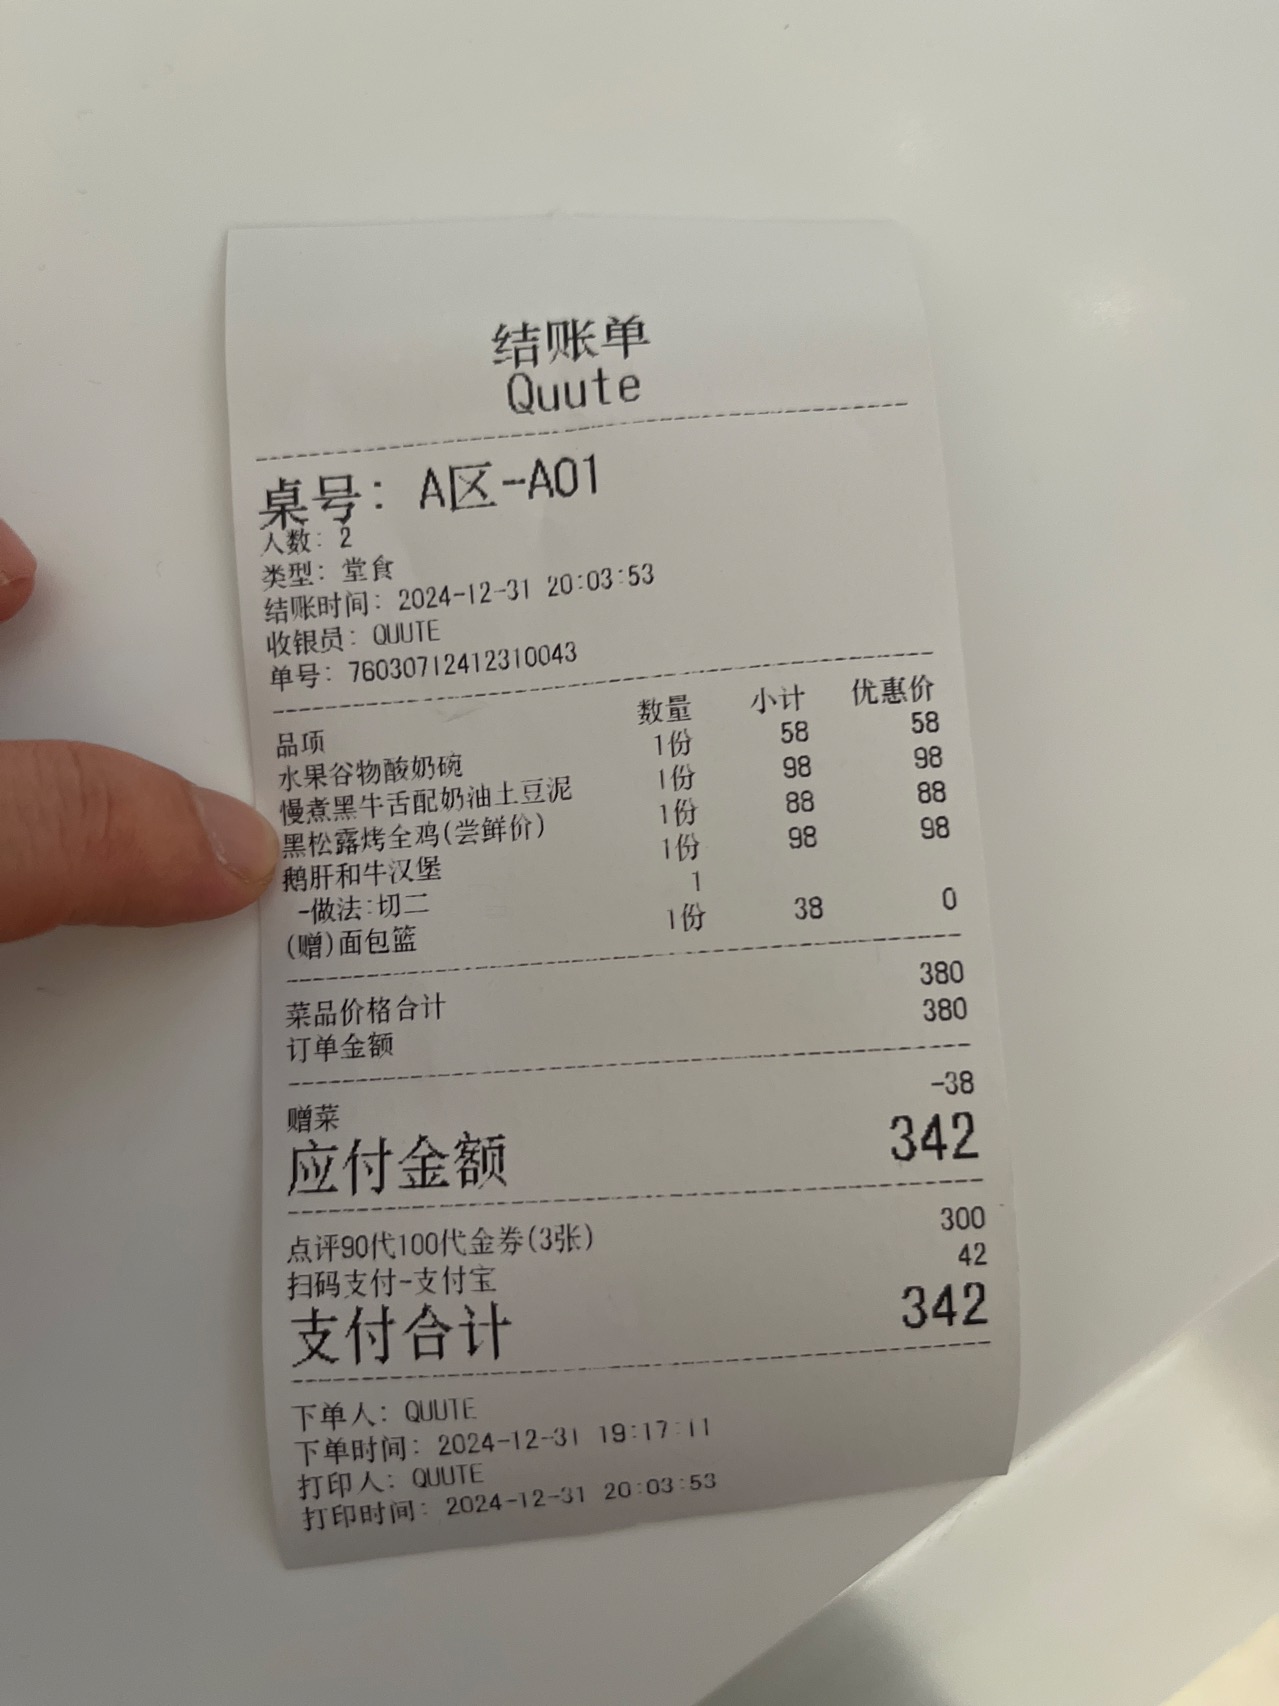 结账单
Quute
桌号: A区-A01
人数: 2
类型: 堂食
结账时间: 2024-12-31 20:03:53
收银员: QUUTE
单号: 76030712412310043
品项 数量 小计 优惠价
水果谷物酸奶碗 1份 58 58
慢煮黑牛舌配奶油土豆泥 1份 98 98
黑松露烤全鸡(尝鲜价) 1份 88 88
鹅肝和牛汉堡 1份 98 98
-做法:切二 1
(赠)面包篮 1份 38 0
菜品价格合计 380
订单金额 380
赠菜 -38
应付金额 342
点评90代100代金券(3张) 300
扫码支付-支付宝 42
支付合计 342
下单人: QUUTE
下单时间: 2024-12-31 19:17:11
打印人: QUUTE
打印时间: 2024-12-31 20:03:53